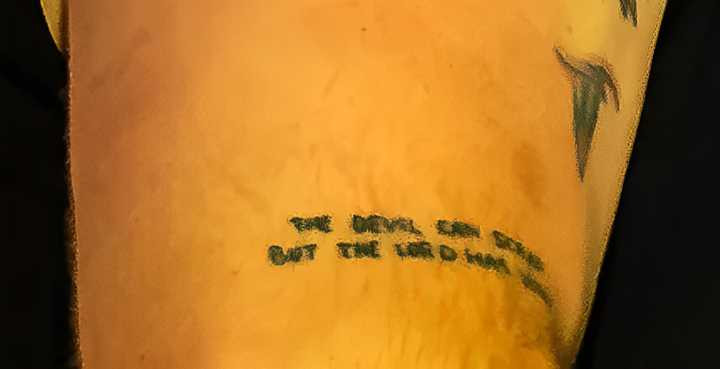 THE DEVIL CAN
BUT THE LORD HAS